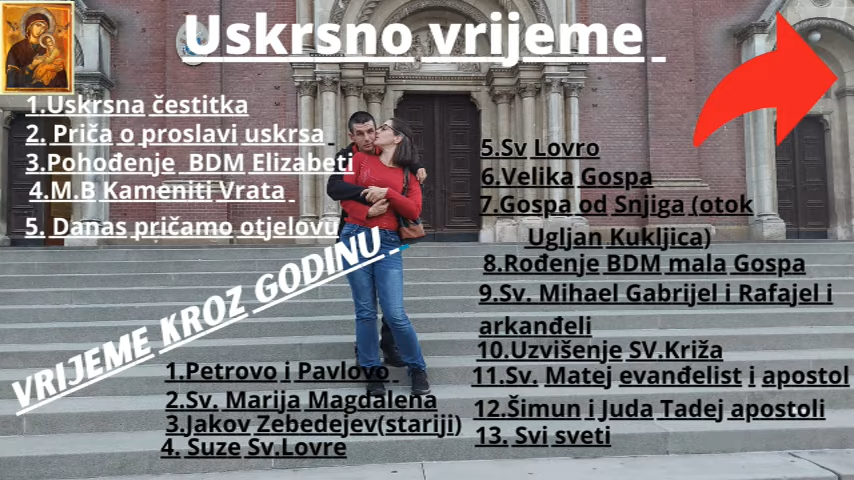 Uskrsno vrijeme
1.Uskrsna čestitka
2. Priča o proslavi uskrsa
3.Pohođenje BDM Elizabeti
4.M.B Kameniti Vrata
5. Danas pričamo otjelovu
VRIJEME KROZ GODINU
1.Petrovo i Pavlovo
2.Sv. Marija Magdalena
3.Jakov Zebedejev(stariji)
4. Suze Sv.Lovre
5.Sv Lovro
6.Velika Gospa
7.Gospa od Snjiga (otok
Ugljan Kukljica)
8.Rođenje BDM mala Gospa
9.Sv. Mihael Gabrijel i Rafajel i
arkanđeli
10.Uzvišenje SV.Križa
11.Sv. Matej evanđelist i apostol
12.Šimun i Juda Tadej apostoli
13. Svi sveti